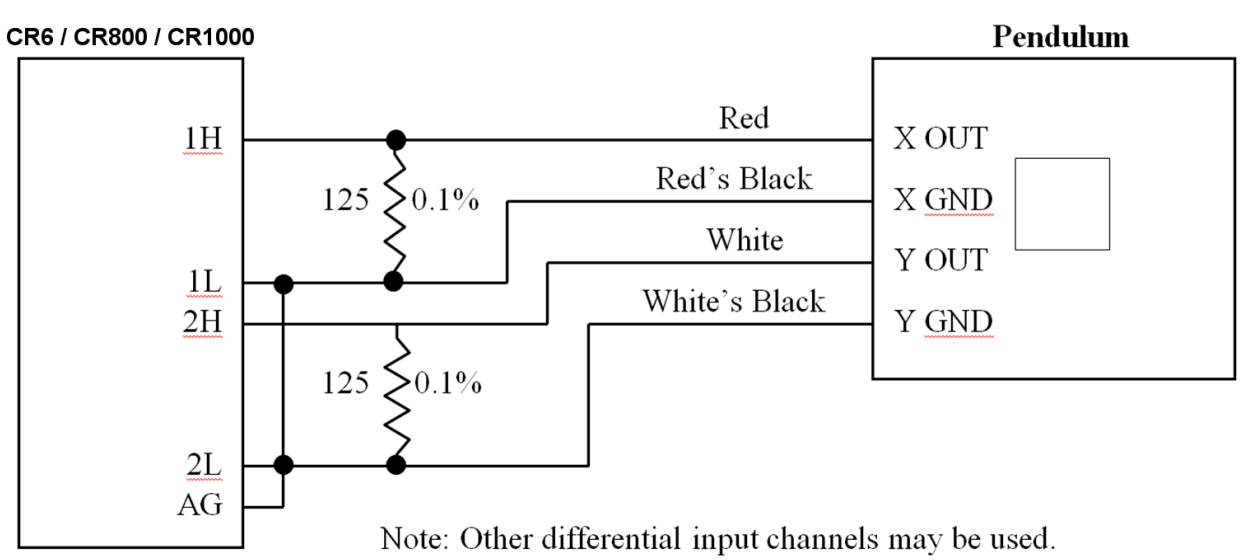 CR6 / CR800 / CR1000
Pendulum
1H
Red
X OUT
125
0.1%
Red's Black
X GND
White
Y OUT
1L
2H
White's Black
Y GND
125
0.1%
2L
AG
Note: Other differential input channels may be used.